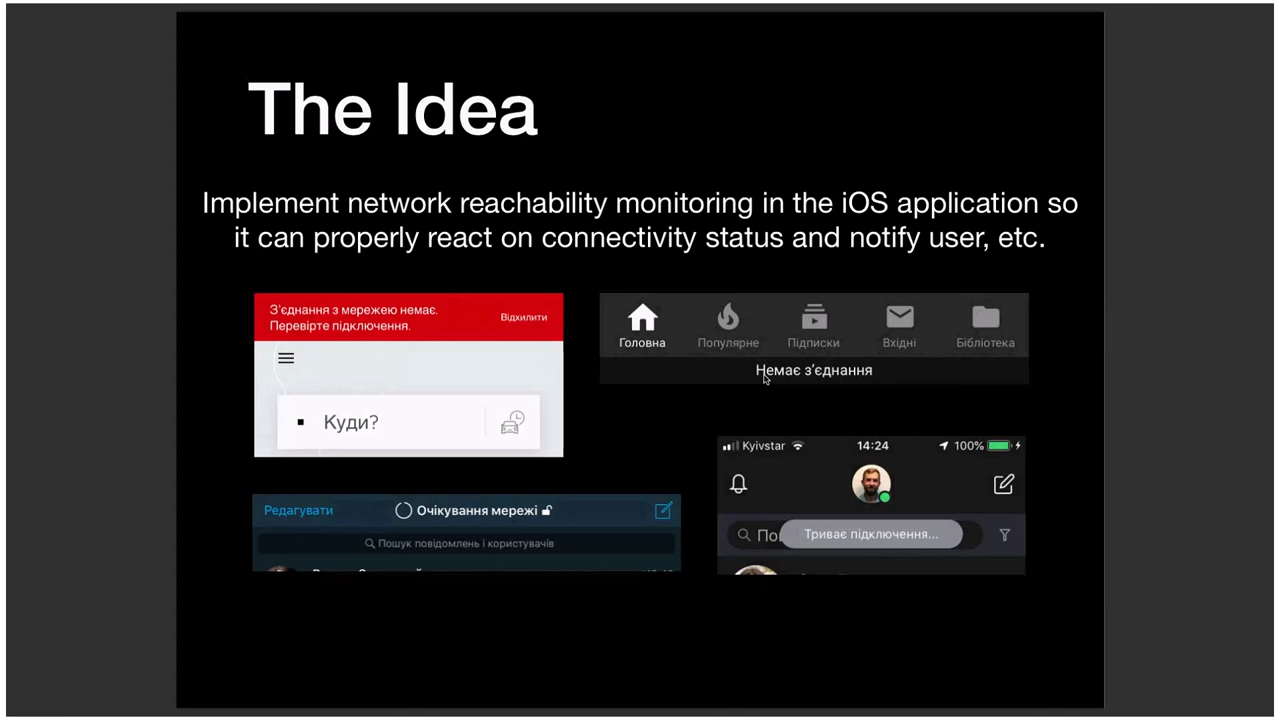 The Idea
Implement network reachability monitoring in the iOS application so
it can properly react on connectivity status and notify user, etc.
З'єднання з мережею немає.
Перевірте підключення.
Відхилити
Куди?
Головна
Популярне
Підписки
Вхідні
Бібліотека
Немає з'єднання
Редагувати
Очікування мережі
Пошук повідомлень і користувачів
Kyivstar
14:24
100%
Триває підключення...